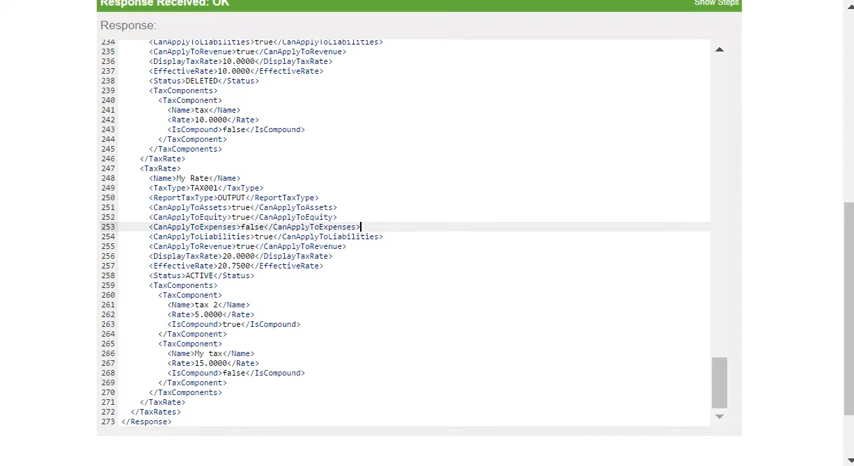 Response Received: OK
Show Steps
Response:
234 <CanApplyToLiabilities>true</CanApplyToLiabilities>
235 <CanApplyToRevenue>true</CanApplyToRevenue>
236 <DisplayTaxRate>10.0000</DisplayTaxRate>
237 <EffectiveRate>10.0000</EffectiveRate>
238 <Status>DELETED</Status>
239 <TaxComponents>
240 <TaxComponent>
241 <Name>tax</Name>
242 <Rate>10.0000</Rate>
243 <IsCompound>false</IsCompound>
244 </TaxComponent>
245 </TaxComponents>
246 </TaxRate>
247 <TaxRate>
248 <Name>My Rate</Name>
249 <TaxType>TAX001</TaxType>
250 <ReportTaxType>OUTPUT</ReportTaxType>
251 <CanApplyToAssets>true</CanApplyToAssets>
252 <CanApplyToEquity>true</CanApplyToEquity>
253 <CanApplyToExpenses>false</CanApplyToExpenses>
254 <CanApplyToLiabilities>true</CanApplyToLiabilities>
255 <CanApplyToRevenue>true</CanApplyToRevenue>
256 <DisplayTaxRate>20.0000</DisplayTaxRate>
257 <EffectiveRate>20.7500</EffectiveRate>
258 <Status>ACTIVE</Status>
259 <TaxComponents>
260 <TaxComponent>
261 <Name>tax 2</Name>
262 <Rate>5.0000</Rate>
263 <IsCompound>true</IsCompound>
264 </TaxComponent>
265 <TaxComponent>
266 <Name>My tax</Name>
267 <Rate>15.0000</Rate>
268 <IsCompound>false</IsCompound>
269 </TaxComponent>
270 </TaxComponents>
271 </TaxRate>
272 </TaxRates>
273 </Response>